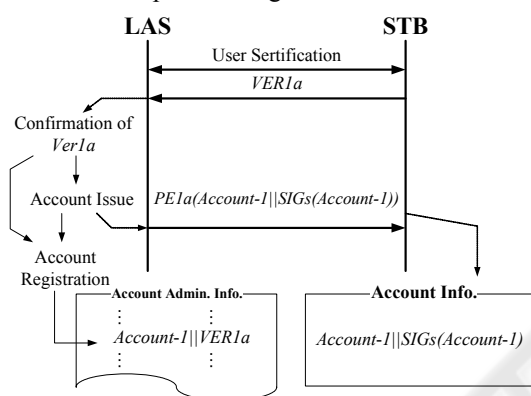 LAS STB
User Sertification
VER1a
Confirmation of
Ver1a
Account Issue
PE1a(Account-1||SIGs(Account-1))
Account
Registration
Account Admin. Info.
Account-1||VER1a
Account Info.
Account-1||SIGs(Account-1)